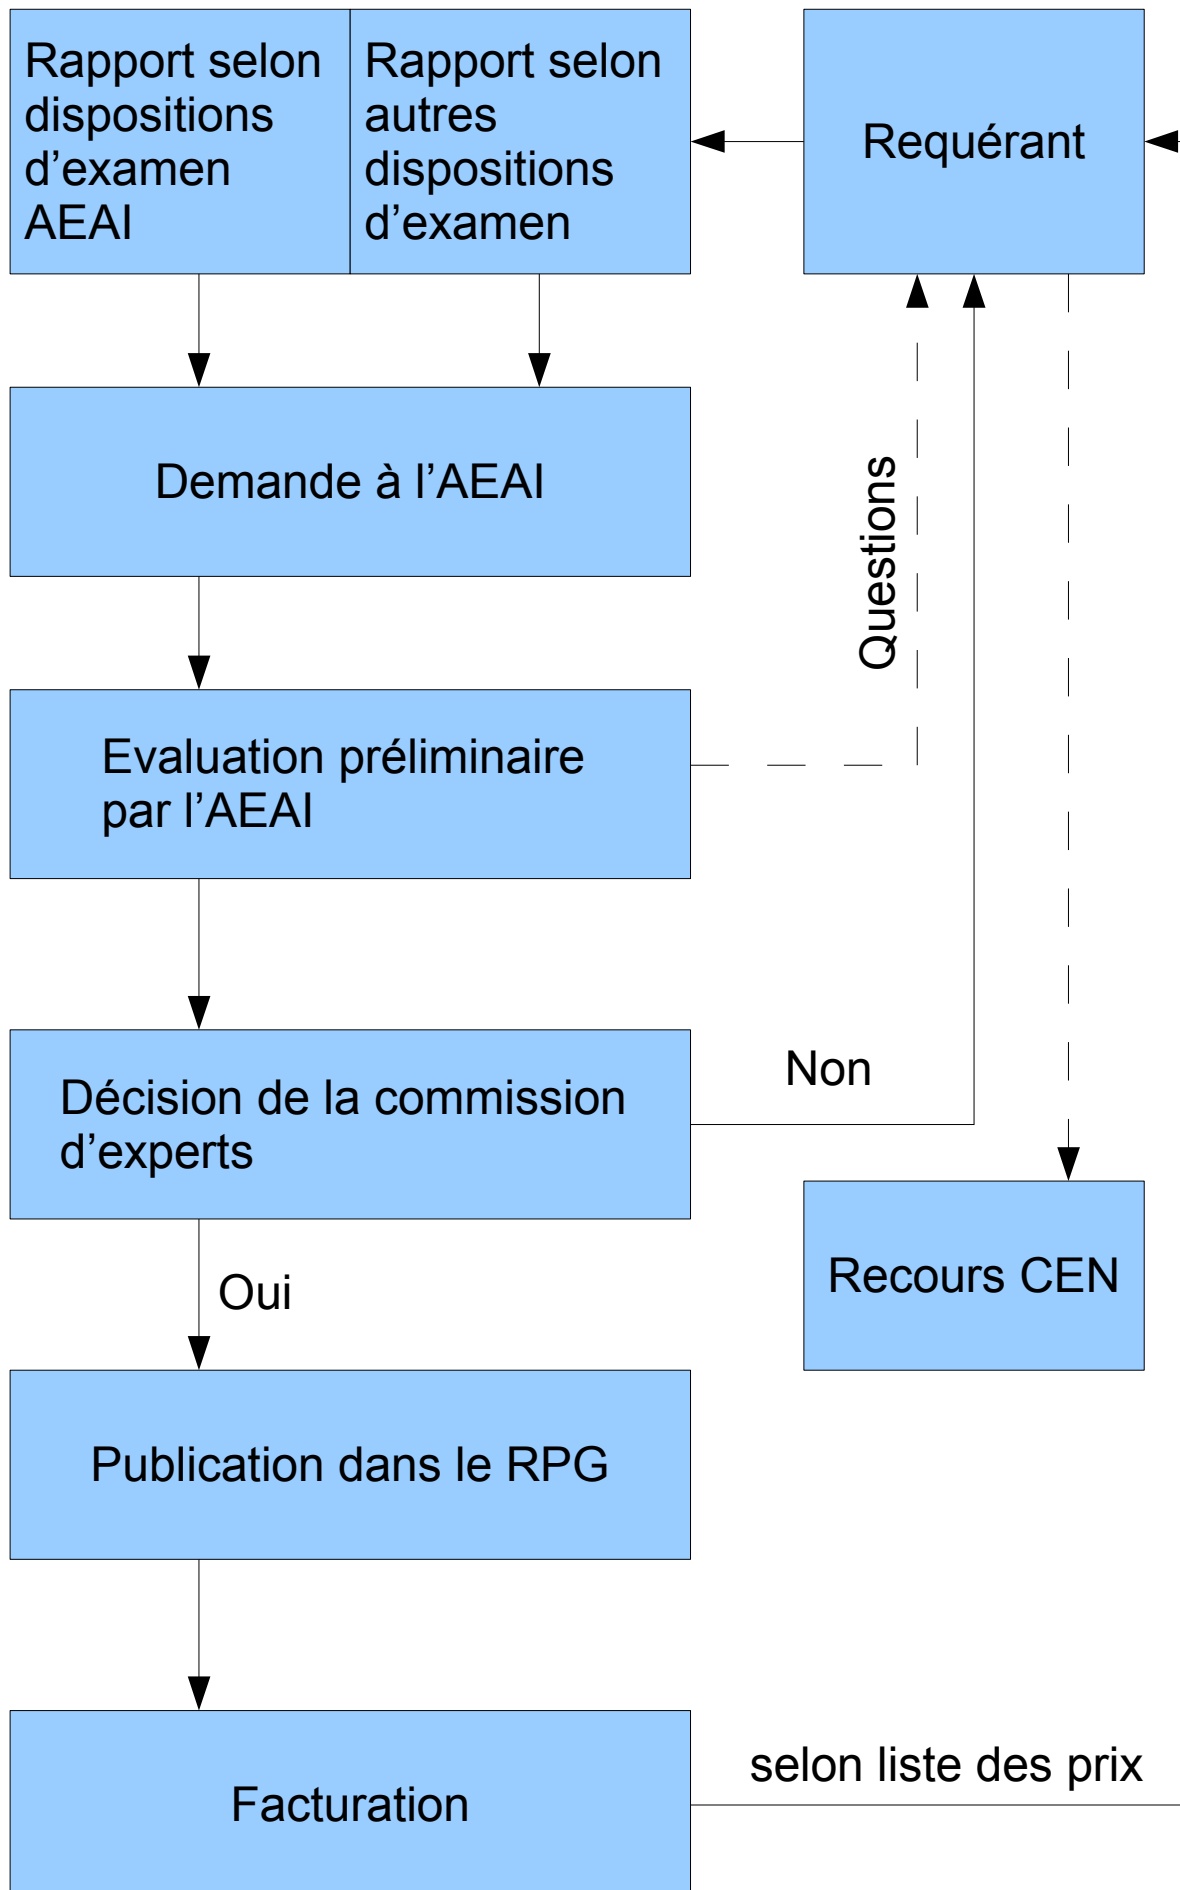 Rapport selon
dispositions
d’examen
AEAI
Rapport selon
autres
dispositions
d’examen
Requérant
Demande à l’AEAI
Questions
Evaluation préliminaire
par l’AEAI
Non
Décision de la commission
d’experts
Recours CEN
Oui
Publication dans le RPG
selon liste des prix
Facturation